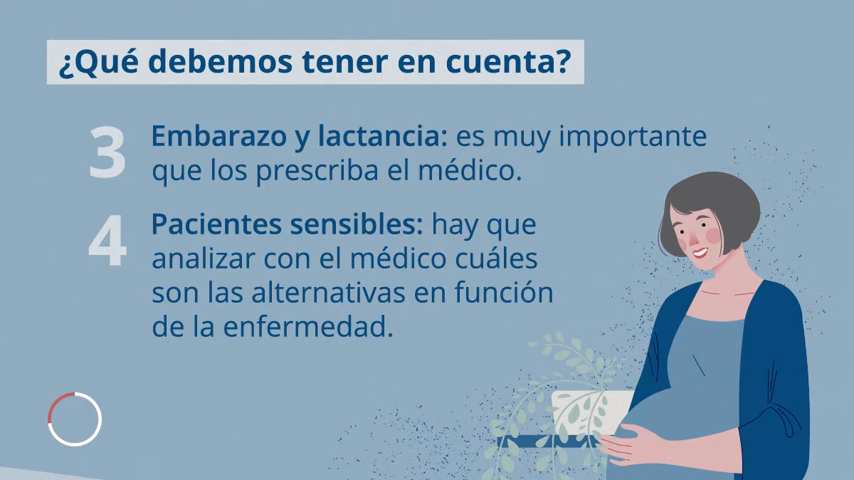 ¿Qué debemos tener en cuenta?
3 Embarazo y lactancia: es muy importante
que los prescriba el médico.
4 Pacientes sensibles: hay que
analizar con el médico cuáles
son las alternativas en función
de la enfermedad.